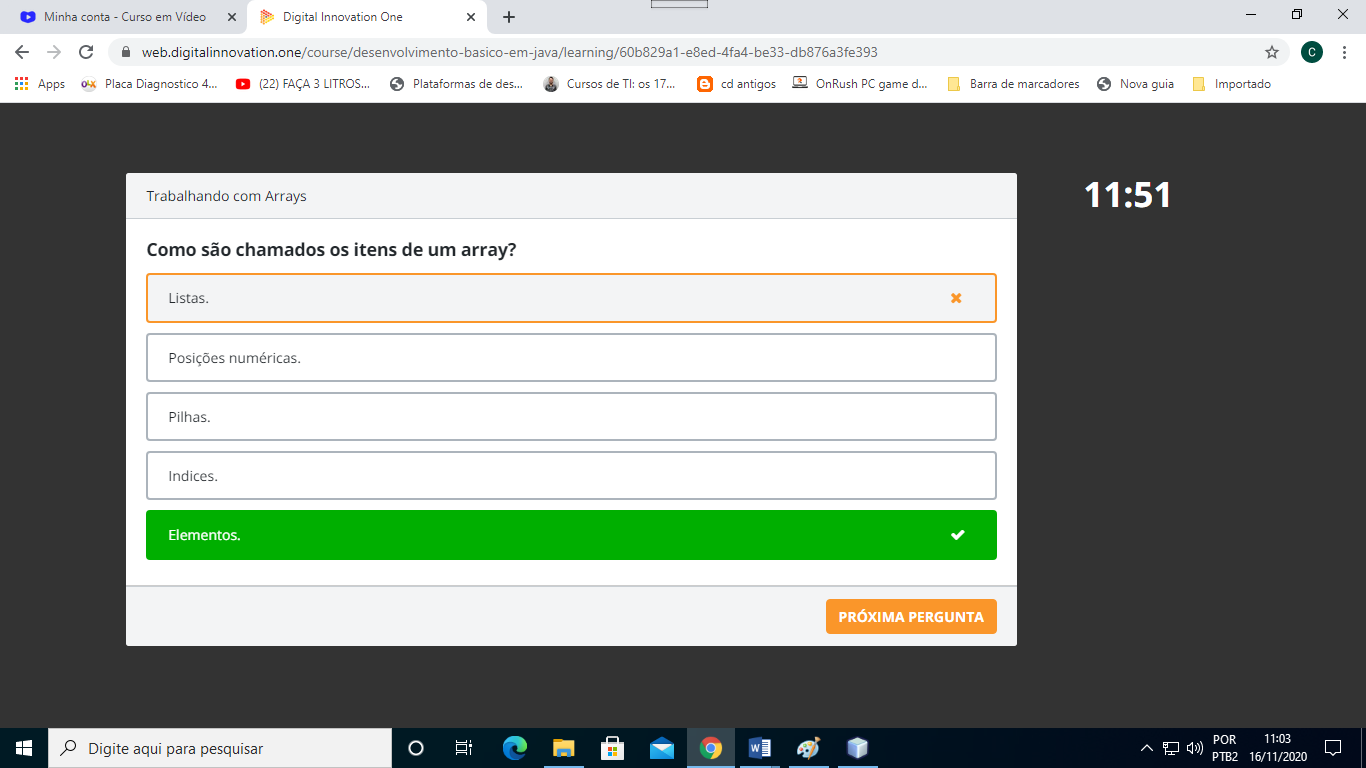 Minha conta - Curso em Vídeo
Digital Innovation One
web.digitalinnovation.one/course/desenvolvimento-basico-em-java/learning/60b829a1-e8ed-4fa4-be33-db876a3fe393
C
Apps
OLX
Placa Diagnostico 4...
(22) FAÇA 3 LITROS...
Plataformas de des...
Cursos de TI: os 17...
cd antigos
OnRush PC game d...
Barra de marcadores
Nova guia
Importado
Trabalhando com Arrays
11:51
Como são chamados os itens de um array?
Listas.
Posições numéricas.
Pilhas.
Indices.
Elementos.
PRÓXIMA PERGUNTA
Digite aqui para pesquisar
POR
PTB2
11:03
16/11/2020